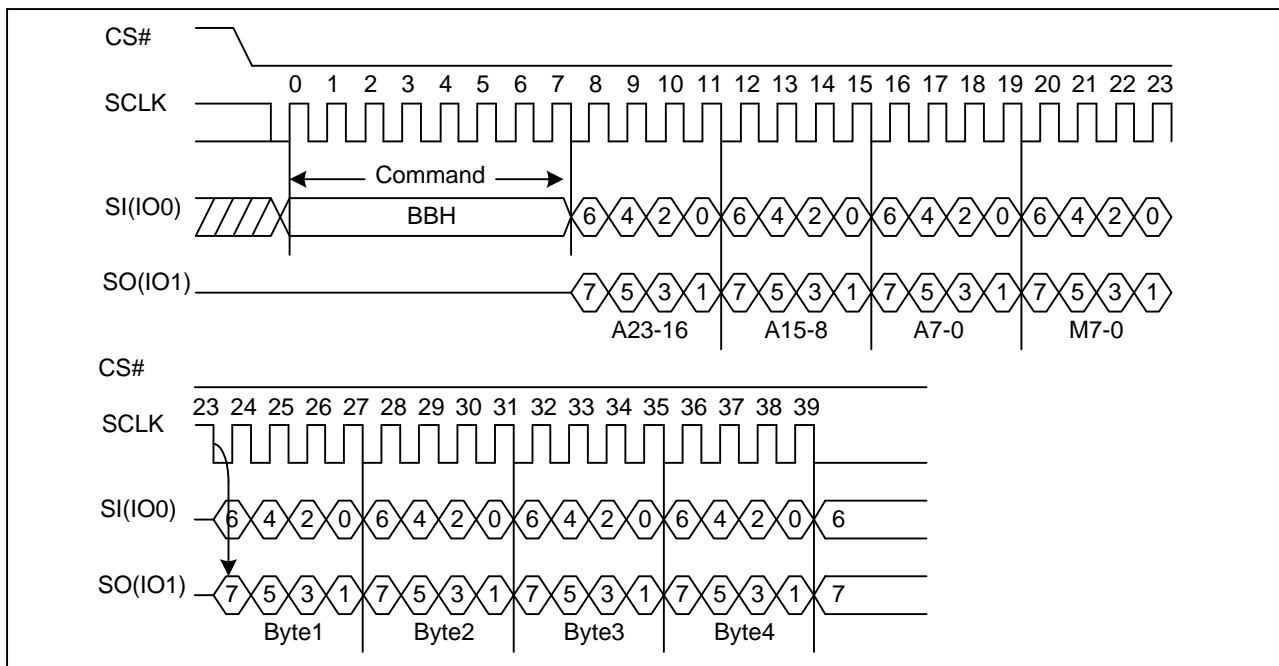 CS#
0 1 2 3 4 5 6 7 8 9 10 11 12 13 14 15 16 17 18 19 20 21 22 23
SCLK
Command
SI(IO0) BBH 6 4 2 0 6 4 2 0 6 4 2 0 6 4 2 0
SO(IO1) 7 5 3 1 7 5 3 1 7 5 3 1 7 5 3 1
A23-16 A15-8 A7-0 M7-0
CS#
23 24 25 26 27 28 29 30 31 32 33 34 35 36 37 38 39
SCLK
SI(IO0) 6 4 2 0 6 4 2 0 6 4 2 0 6 4 2 0 6
SO(IO1) 7 5 3 1 7 5 3 1 7 5 3 1 7 5 3 1 7
Byte1 Byte2 Byte3 Byte4